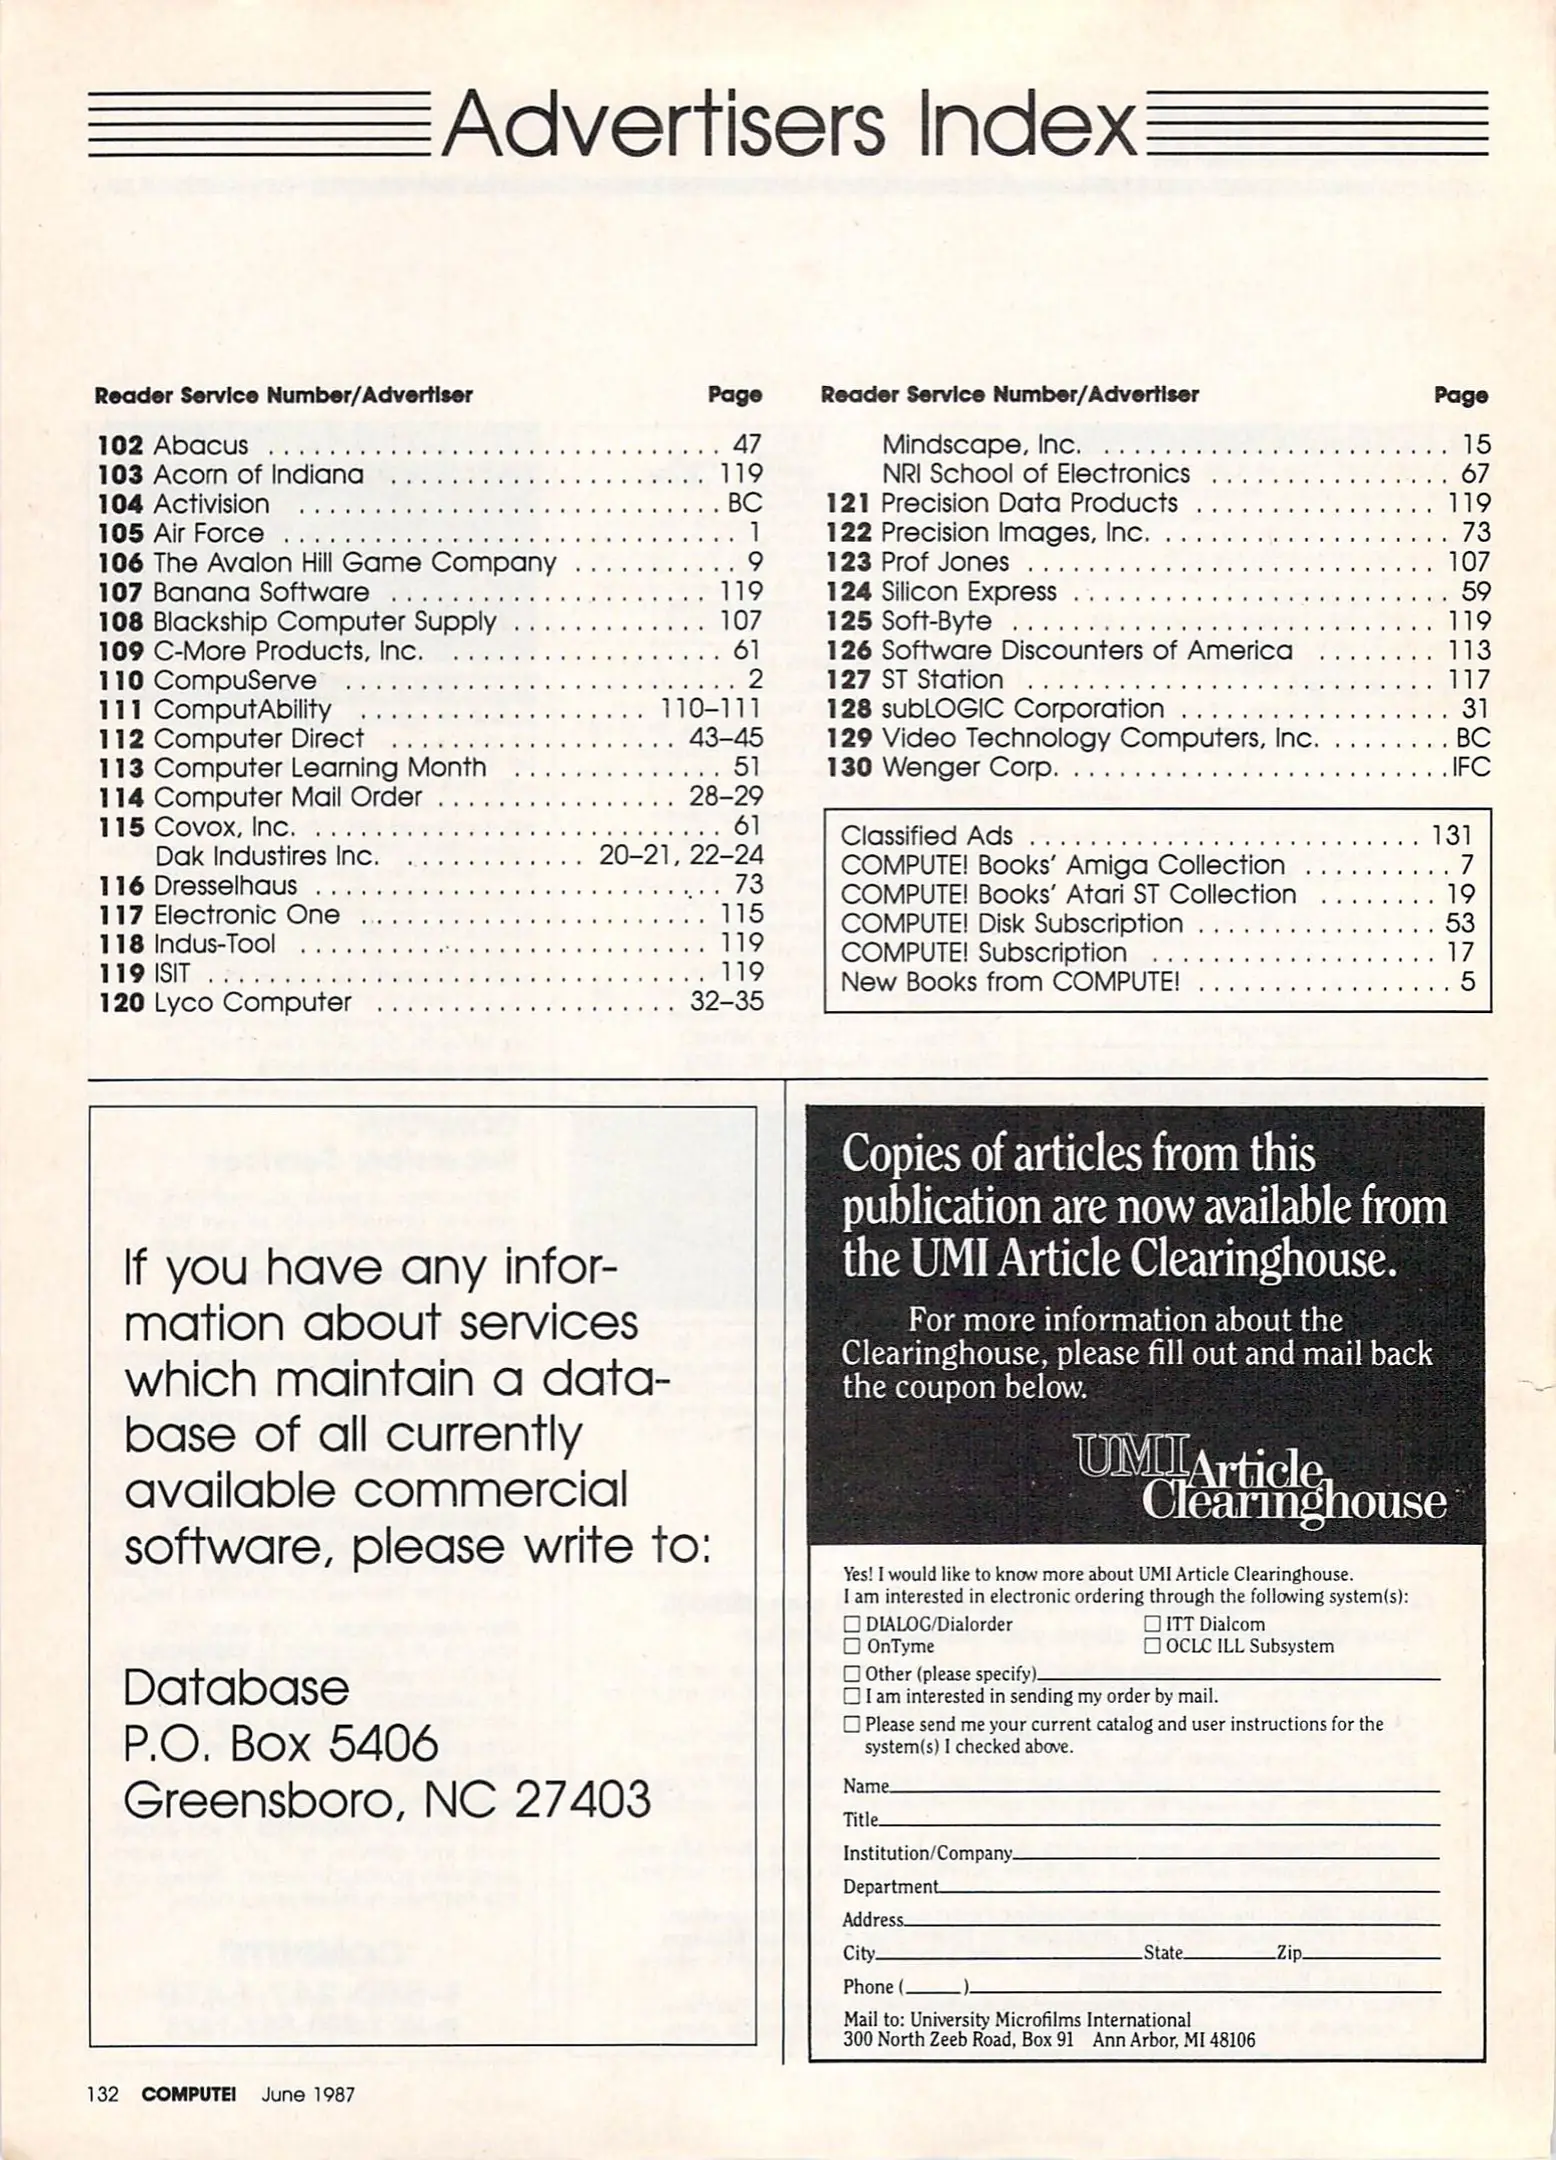 Advertisers Index
Reader Service Number/Advertiser Page
102 Abacus . . . . . . . . . . 47
103 Acorn of Indiana . . . . . . . . . . 119
104 Activision . . . . . . . . . . BC
105 Air Force . . . . . . . . . . 1
106 The Avalon Hill Game Company . . . . . . . . . . 9
107 Banana Software . . . . . . . . . . 119
108 Blackship Computer Supply . . . . . . . . . . 107
109 C-More Products, Inc. . . . . . . . . . . 61
110 CompuServe . . . . . . . . . . 2
111 ComputAbility . . . . . . . . . . 110–111
112 Computer Direct . . . . . . . . . . 43–45
113 Computer Learning Month . . . . . . . . . . 51
114 Computer Mail Order . . . . . . . . . . 28–29
115 Covox, Inc. . . . . . . . . . . 61
Dak Industires Inc. . . . . . . . . . . 20–21, 22–24
116 Dresselhaus . . . . . . . . . . 73
117 Electronic One . . . . . . . . . . 115
118 Indus-Tool . . . . . . . . . . 119
119 ISIT . . . . . . . . . . 119
120 Lyco Computer . . . . . . . . . . 32–35
Reader Service Number/Advertiser Page
Mindscape, Inc. . . . . . . . . . . 15
NRI School of Electronics . . . . . . . . . . 67
121 Precision Data Products . . . . . . . . . . 119
122 Precision Images, Inc. . . . . . . . . . . 73
123 Prof Jones . . . . . . . . . . 107
124 Silicon Express . . . . . . . . . . 59
125 Soft-Byte . . . . . . . . . . 119
126 Software Discounters of America . . . . . . . . 113
127 ST Station . . . . . . . . . . 117
128 subLOGIC Corporation . . . . . . . . . . 31
129 Video Technology Computers, Inc. . . . . . . . . BC
130 Wenger Corp. . . . . . . . . . . IFC
Classified Ads . . . . . . . . . . 131
COMPUTE! Books' Amiga Collection . . . . . . . . . . 7
COMPUTE! Books' Atari ST Collection . . . . . . . . 19
COMPUTE! Disk Subscription . . . . . . . . . . 53
COMPUTE! Subscription . . . . . . . . . . 17
New Books from COMPUTE! . . . . . . . . . . 5
If you have any infor-
mation about services
which maintain a data-
base of all currently
available commercial
software, please write to:
Database
P.O. Box 5406
Greensboro, NC 27403
Copies of articles from this
publication are now available from
the UMI Article Clearinghouse.
For more information about the
Clearinghouse, please fill out and mail back
the coupon below.
UMI Article
Clearinghouse
Yes! I would like to know more about UMI Article Clearinghouse.
I am interested in electronic ordering through the following system(s):
☐ DIALOG/Dialorder ☐ ITT Dialcom
☐ OnTyme ☐ OCLC ILL Subsystem
☐ Other (please specify)
☐ I am interested in sending my order by mail.
☐ Please send me your current catalog and user instructions for the
system(s) I checked above.
Name
Title
Institution/Company
Department
Address
City State Zip
Phone ( )
Mail to: University Microfilms International
300 North Zeeb Road, Box 91 Ann Arbor, MI 48106
132 COMPUTE! June 1987